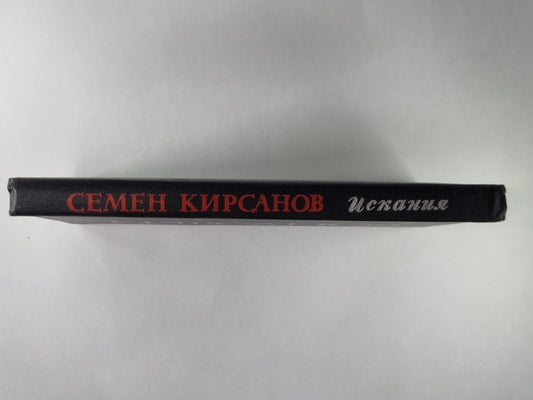 СЕМЕН КИРСАНОВ Искания